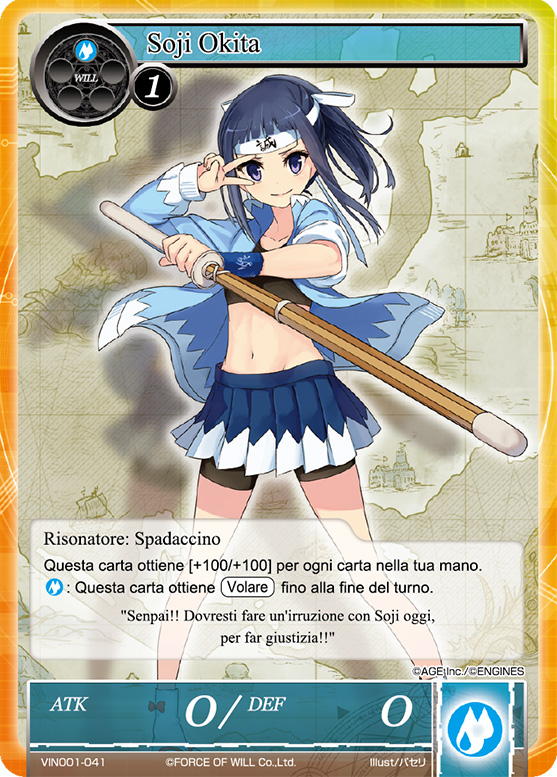 Soji Okita
WILL
1
誠
Risonatore: Spadaccino
Questa carta ottiene [+100/+100] per ogni carta nella tua mano.
: Questa carta ottiene Volare fino alla fine del turno.
"Senpai!! Dovresti fare un'irruzione con Soji oggi,
per far giustizia!!"
©AGE Inc./©ENGINES
ATK 0/ DEF 0
VIN001-041 ©FORCE OF WILL Co.,Ltd. Illust/パセリ